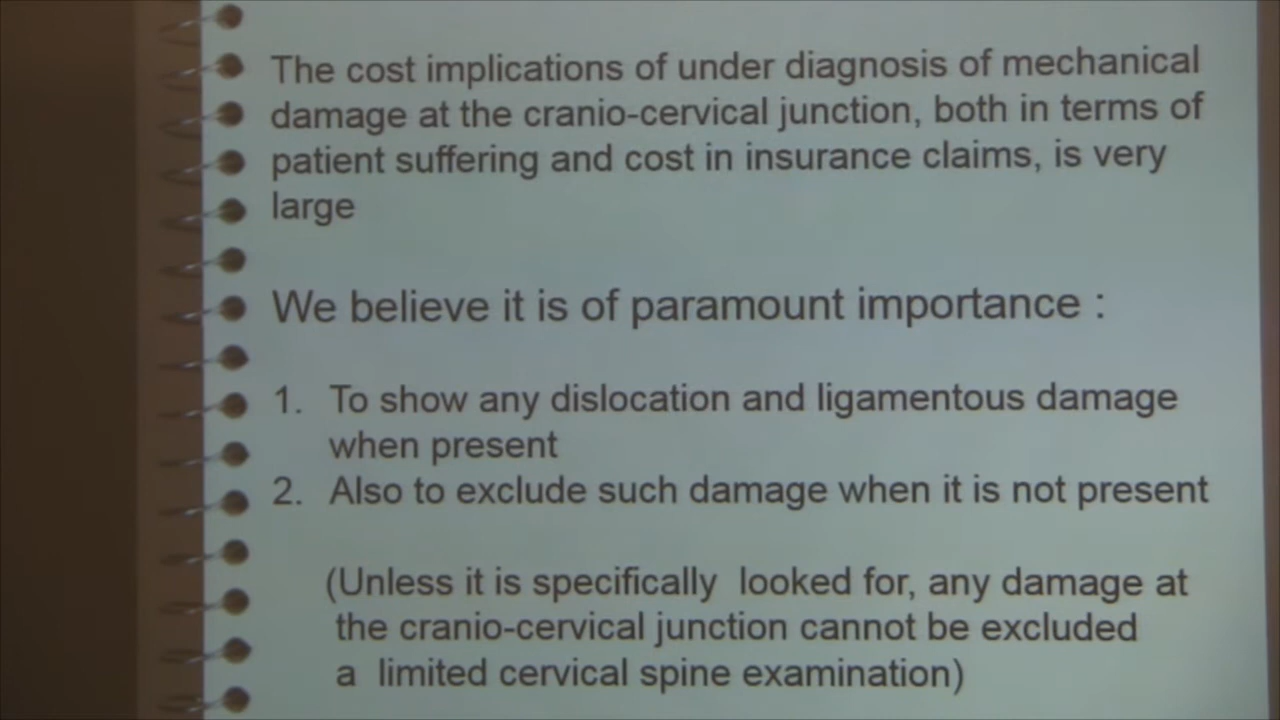 The cost implications of under diagnosis of mechanical
damage at the cranio-cervical junction, both in terms of
patient suffering and cost in insurance claims, is very
large
We believe it is of paramount importance :
1. To show any dislocation and ligamentous damage
when present
2. Also to exclude such damage when it is not present
(Unless it is specifically looked for, any damage at
the cranio-cervical junction cannot be excluded
a limited cervical spine examination)